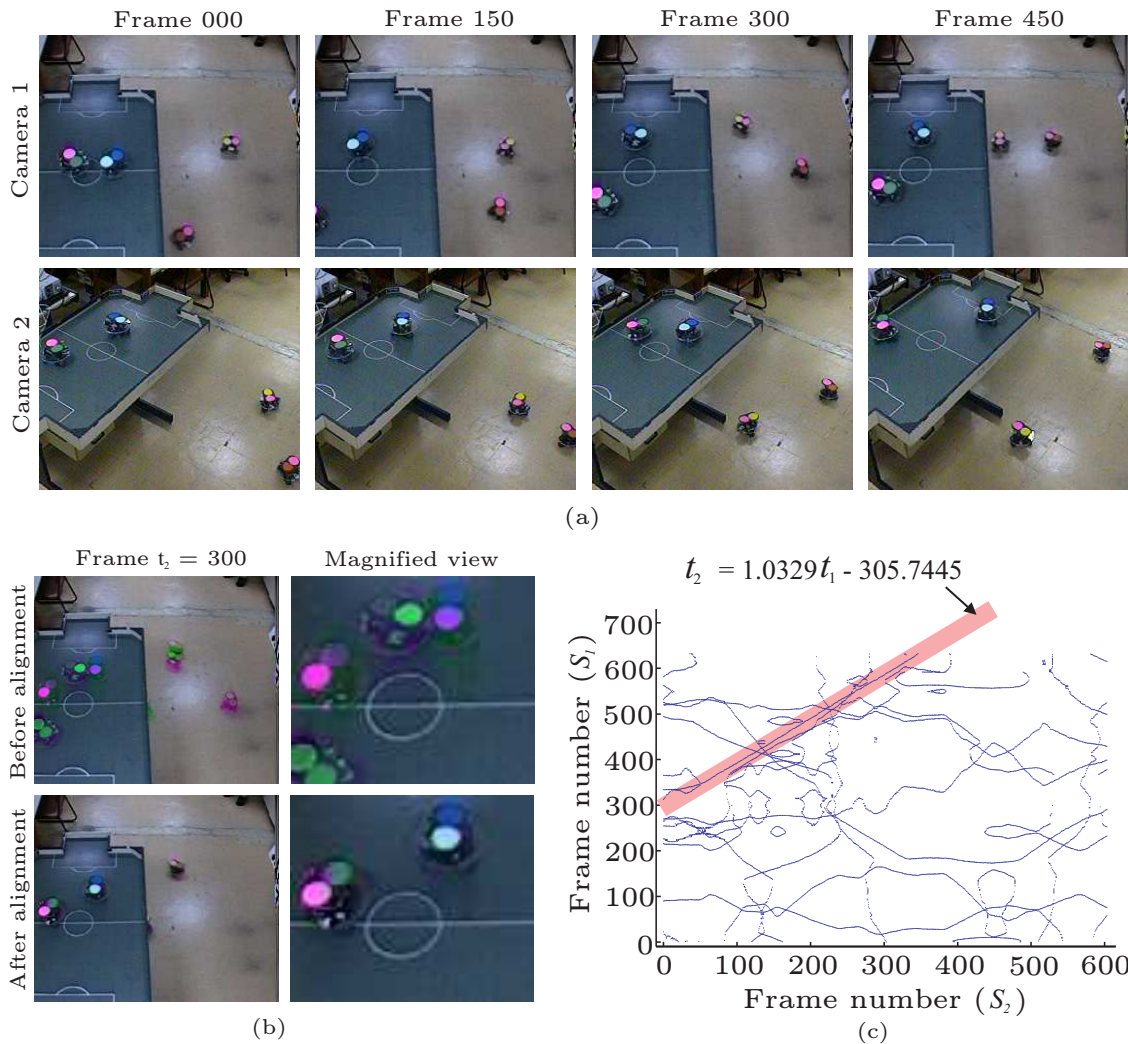 Frame 000 Frame 150 Frame 300 Frame 450
Camera 1
Camera 2
(a)
Frame t₂ = 300 Magnified view
Before alignment
After alignment
(b)
t₂ = 1.0329t₁ - 305.7445
Frame number (S₁)
700
600
500
400
300
200
100
0
0 100 200 300 400 500 600
Frame number (S₂)
(c)